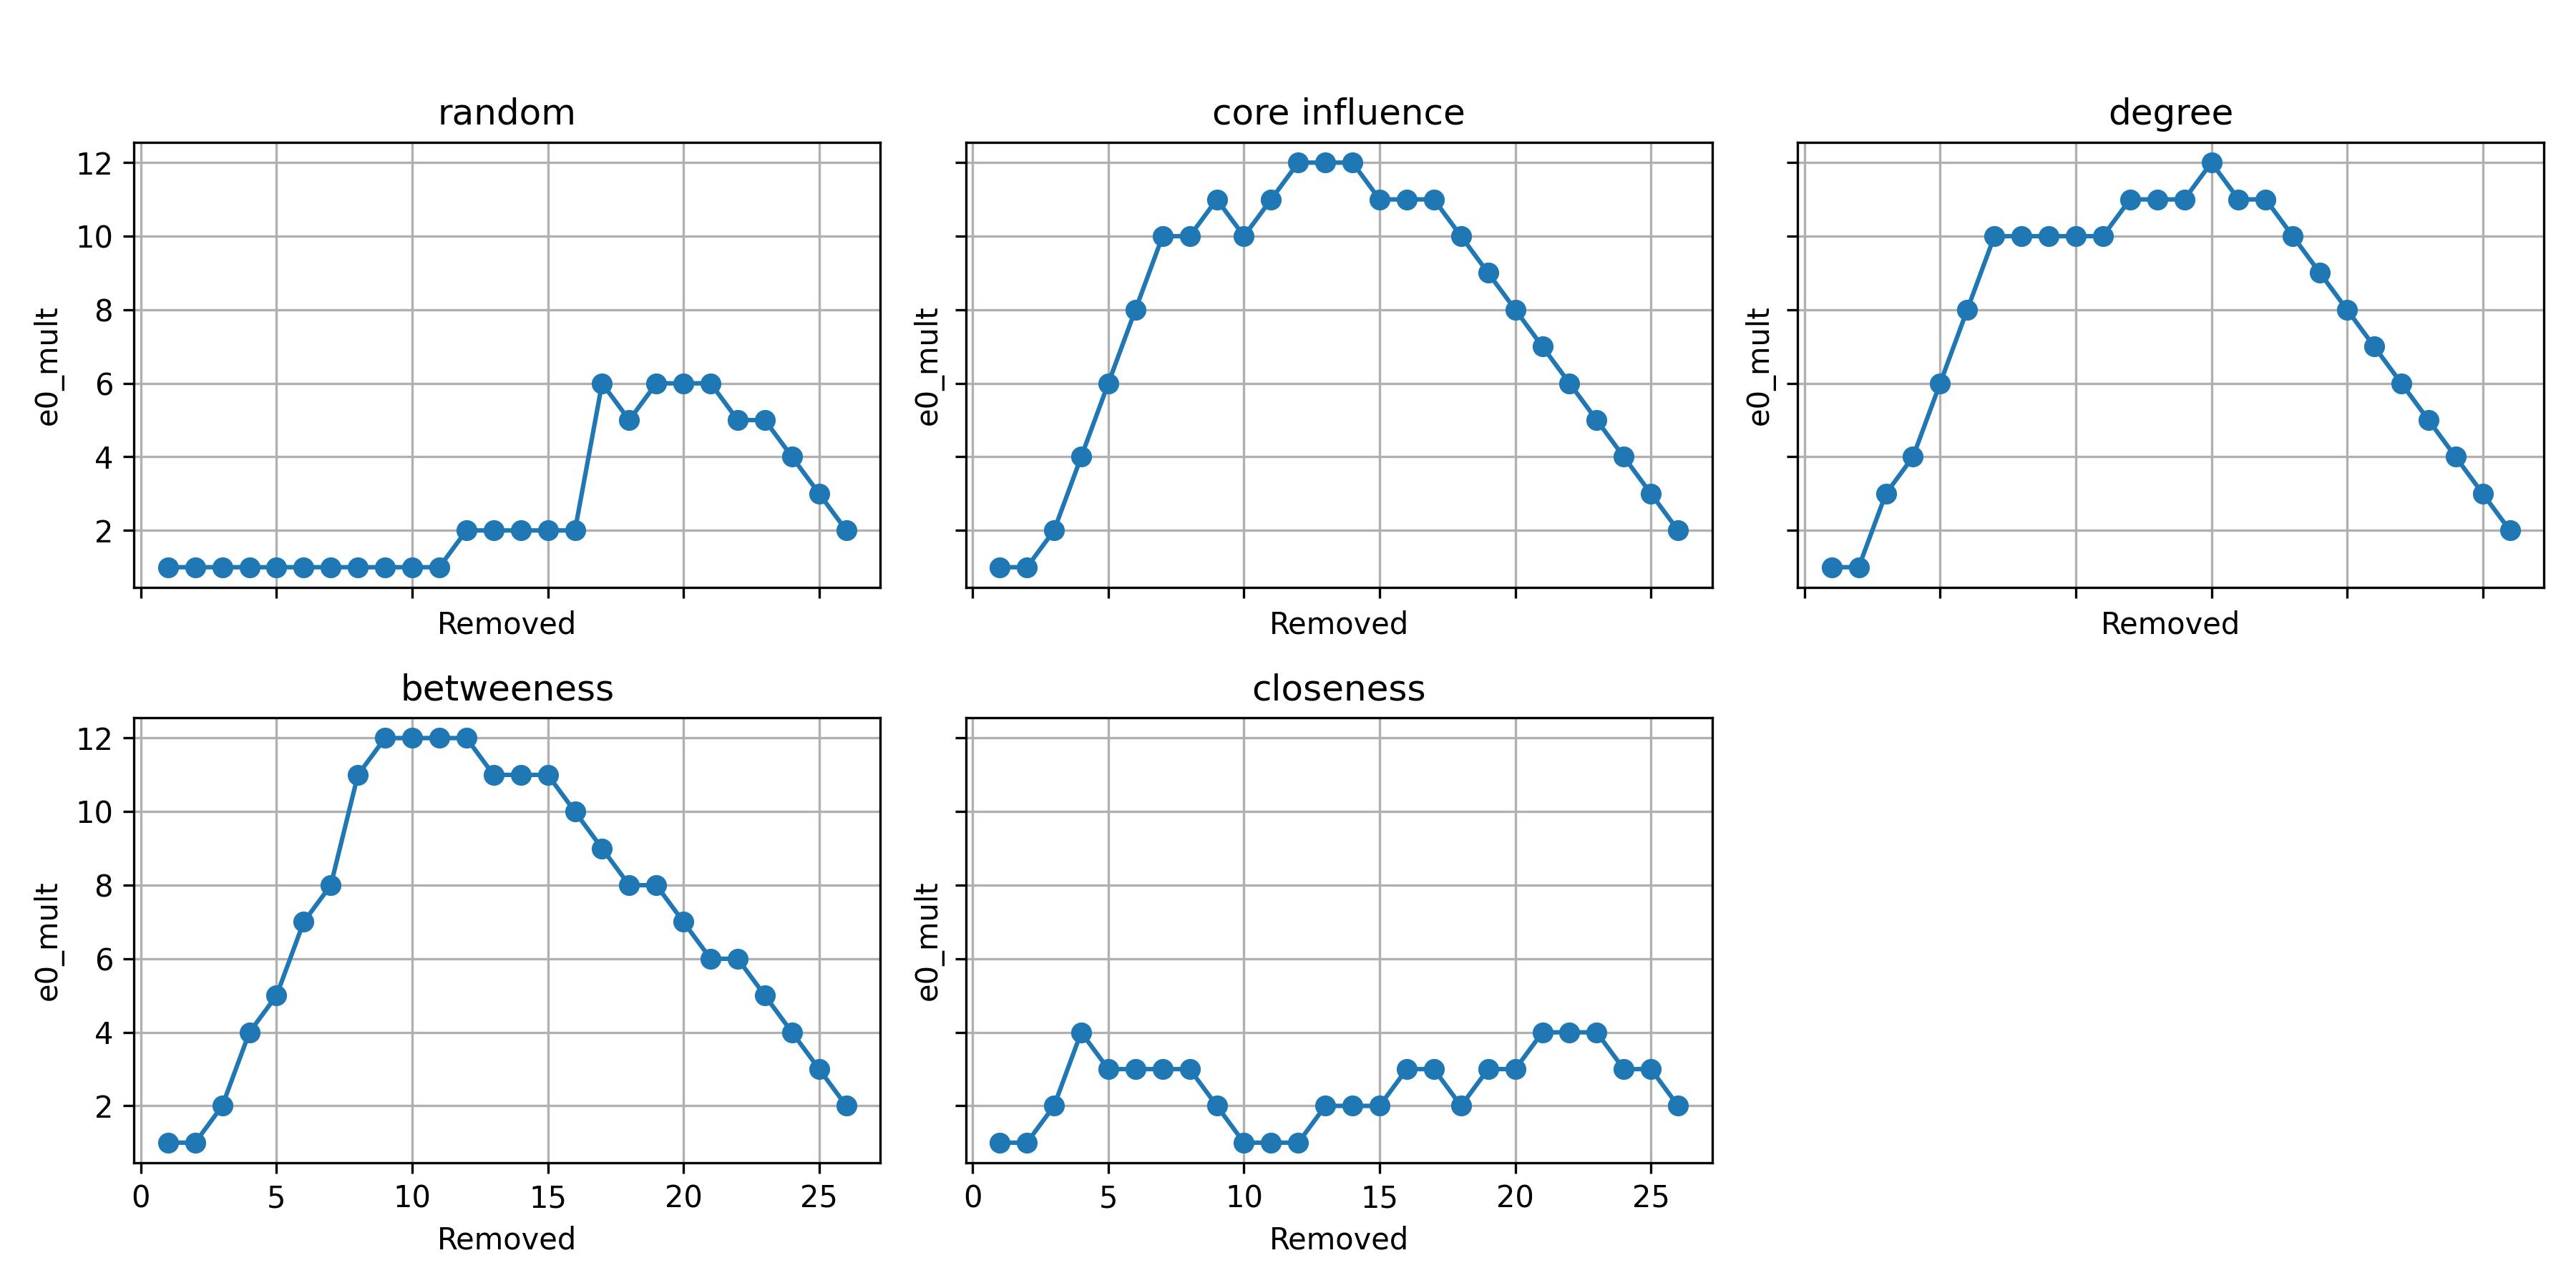 random
core influence
degree
12
10
8
6
4
2
e0_mult
e0_mult
e0_mult
Removed
Removed
Removed
betweeness
closeness
12
10
8
6
4
2
e0_mult
e0_mult
0 5 10 15 20 25
0 5 10 15 20 25
Removed
Removed